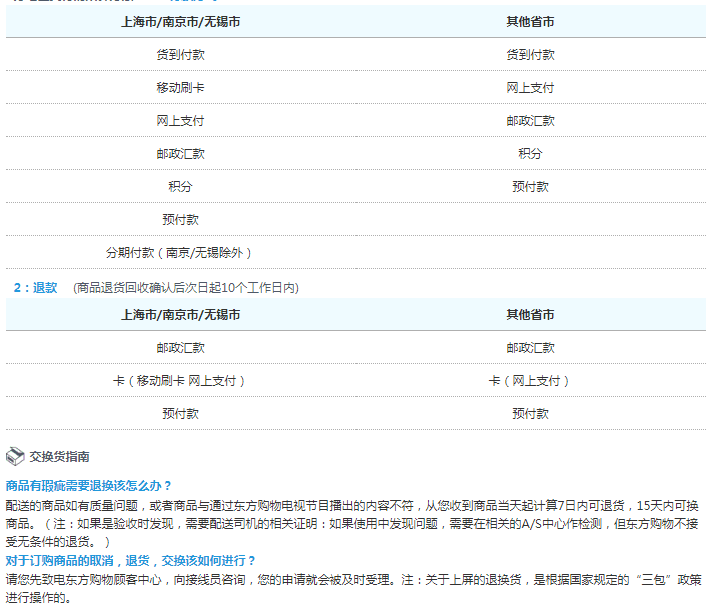 上海市/南京市/无锡市 其他省市
货到付款 货到付款
移动刷卡 网上支付
网上支付 邮政汇款
邮政汇款 积分
积分 预付款
预付款
分期付款（南京/无锡除外）
2：退款 (商品退货回收确认后次日起10个工作日内)
上海市/南京市/无锡市 其他省市
邮政汇款 邮政汇款
卡（移动刷卡 网上支付） 卡（网上支付）
预付款 预付款
交换货指南
商品有瑕疵需要退换该怎么办？
配送的商品如有质量问题，或者商品与通过东方购物电视节目播出的内容不符，从您收到商品当天起计算7日内可退货，15天内可换
商品。（注：如果是验收时发现，需要配送司机的相关证明：如果使用中发现问题，需要在相关的A/S中心作检测，但东方购物不接
受无条件的退货。）
对于订购商品的取消，退货，交换该如何进行？
请您先致电东方购物顾客中心，向接线员咨询，您的申请就会被及时受理。注：关于上屏的退换货，是根据国家规定的“三包”政策
进行操作的。